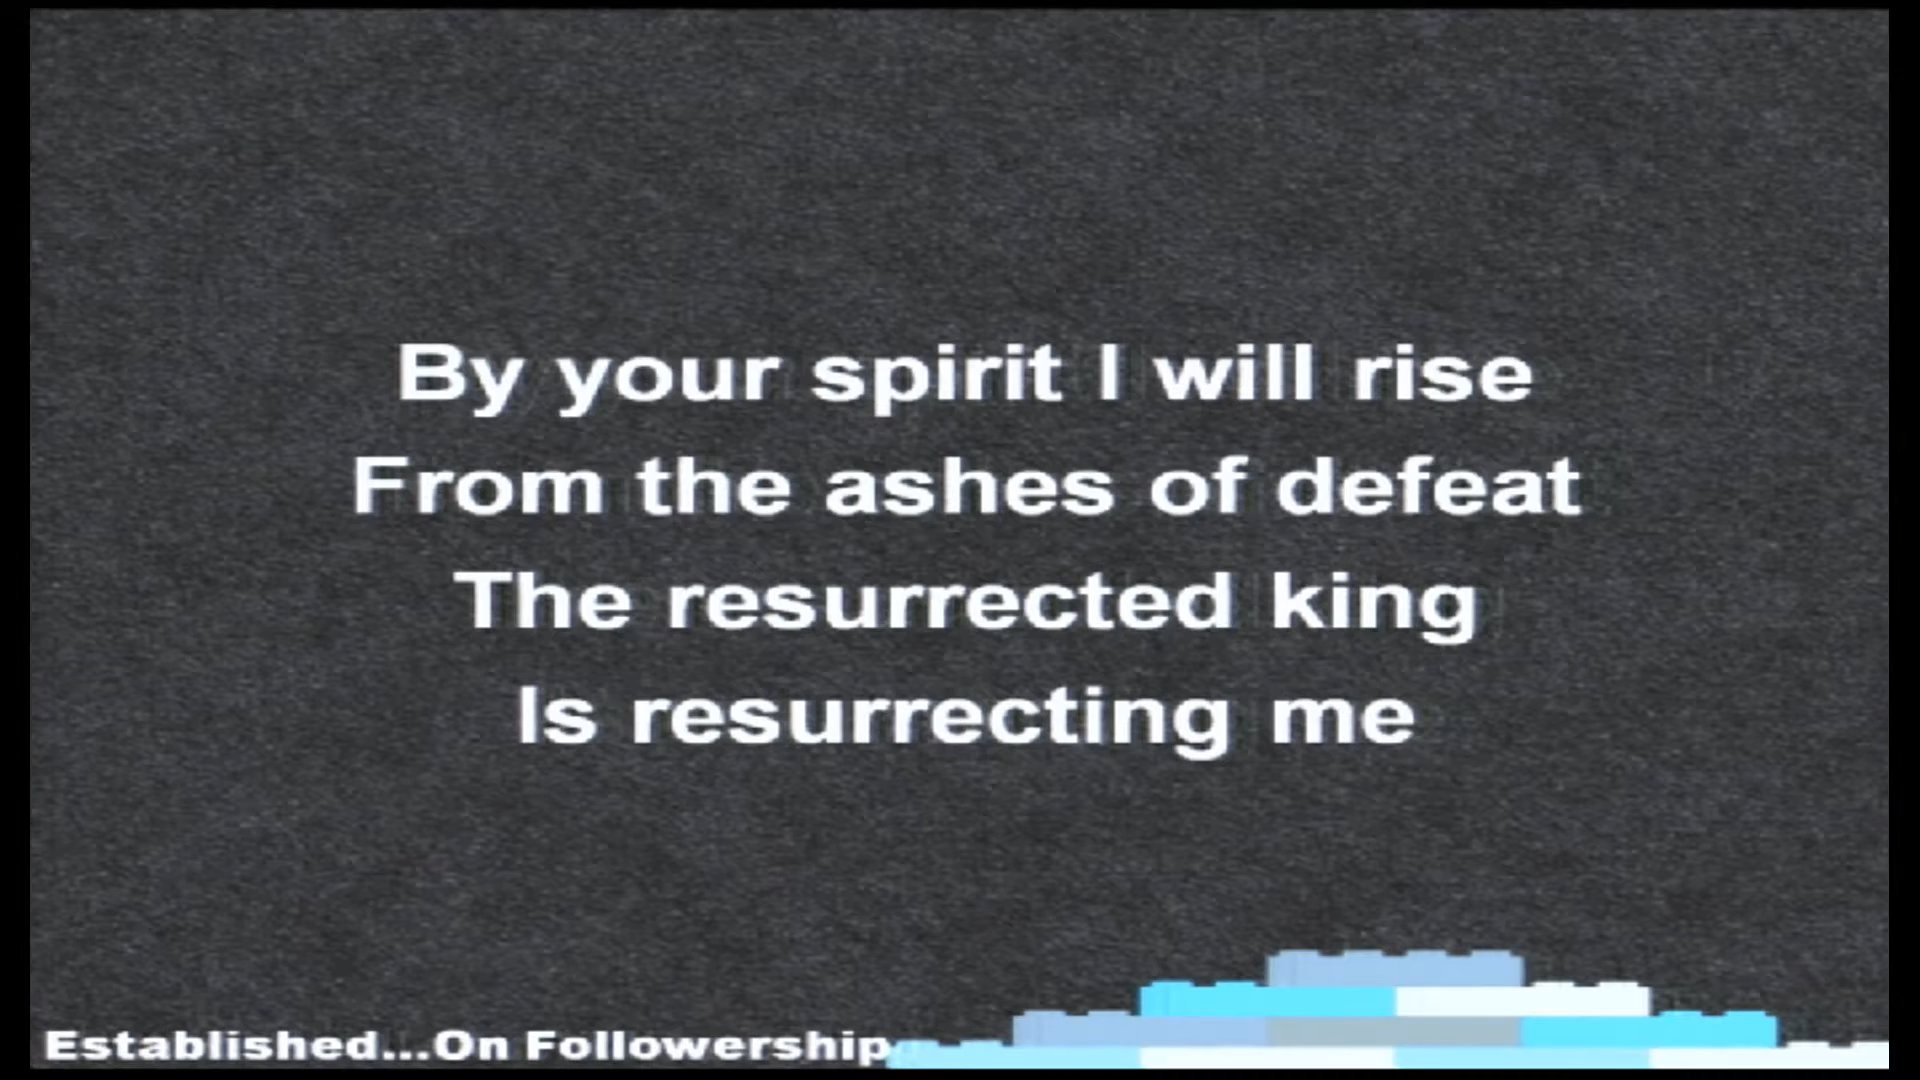 By your spirit I will rise
From the ashes of defeat
The resurrected king
Is resurrecting me
Established...On Followership